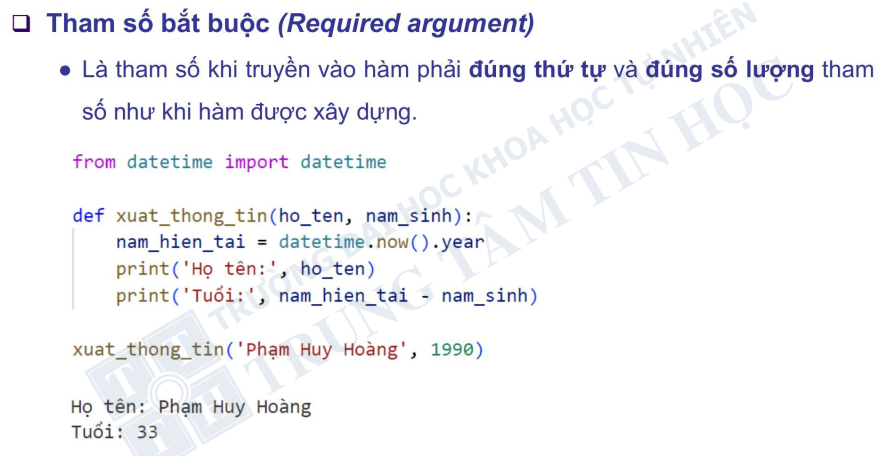 Tham số bắt buộc (Required argument)
● Là tham số khi truyền vào hàm phải đúng thứ tự và đúng số lượng tham
số như khi hàm được xây dựng.
from datetime import datetime
def xuat_thong_tin(ho_ten, nam_sinh):
    nam_hien_tai = datetime.now().year
    print('Họ tên:', ho_ten)
    print('Tuổi:', nam_hien_tai - nam_sinh)
xuat_thong_tin('Phạm Huy Hoàng', 1990)
Họ tên: Phạm Huy Hoàng
Tuổi: 33
TRƯỜNG ĐẠI HỌC KHOA HỌC TỰ NHIÊN
TRUNG TÂM TIN HỌC